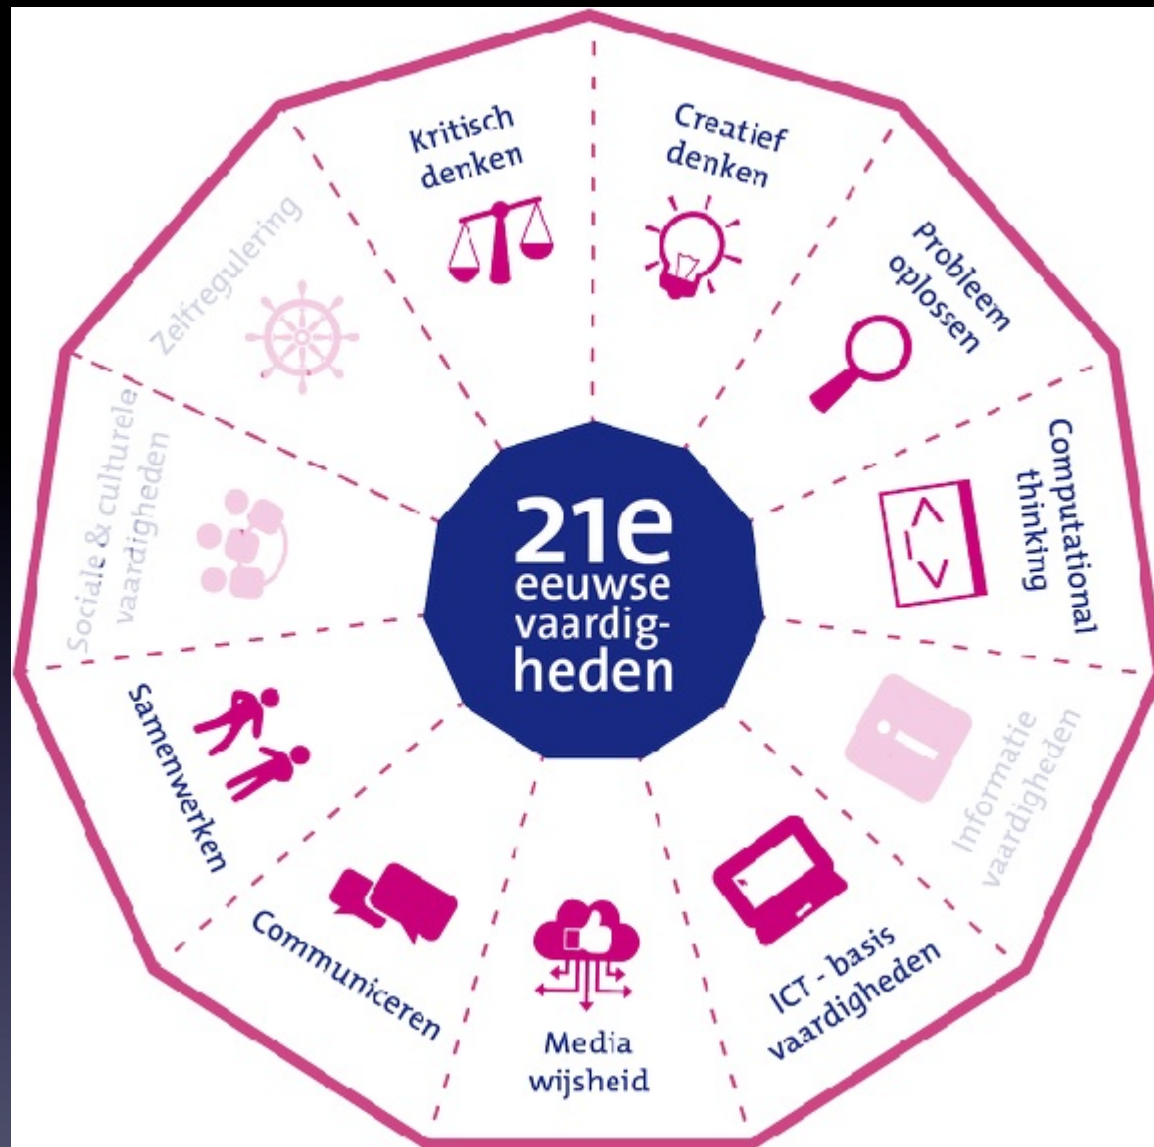 21e
eeuwse
vaardig-
heden
Kritisch
denken
Creatief
denken
Probleem
oplossen
Computational
thinking
Informatie
vaardigheden
ICT - basis
vaardigheden
Media
wijsheid
Communiceren
Samenwerken
Sociale & culturele
vaardigheden
Zelfregulering